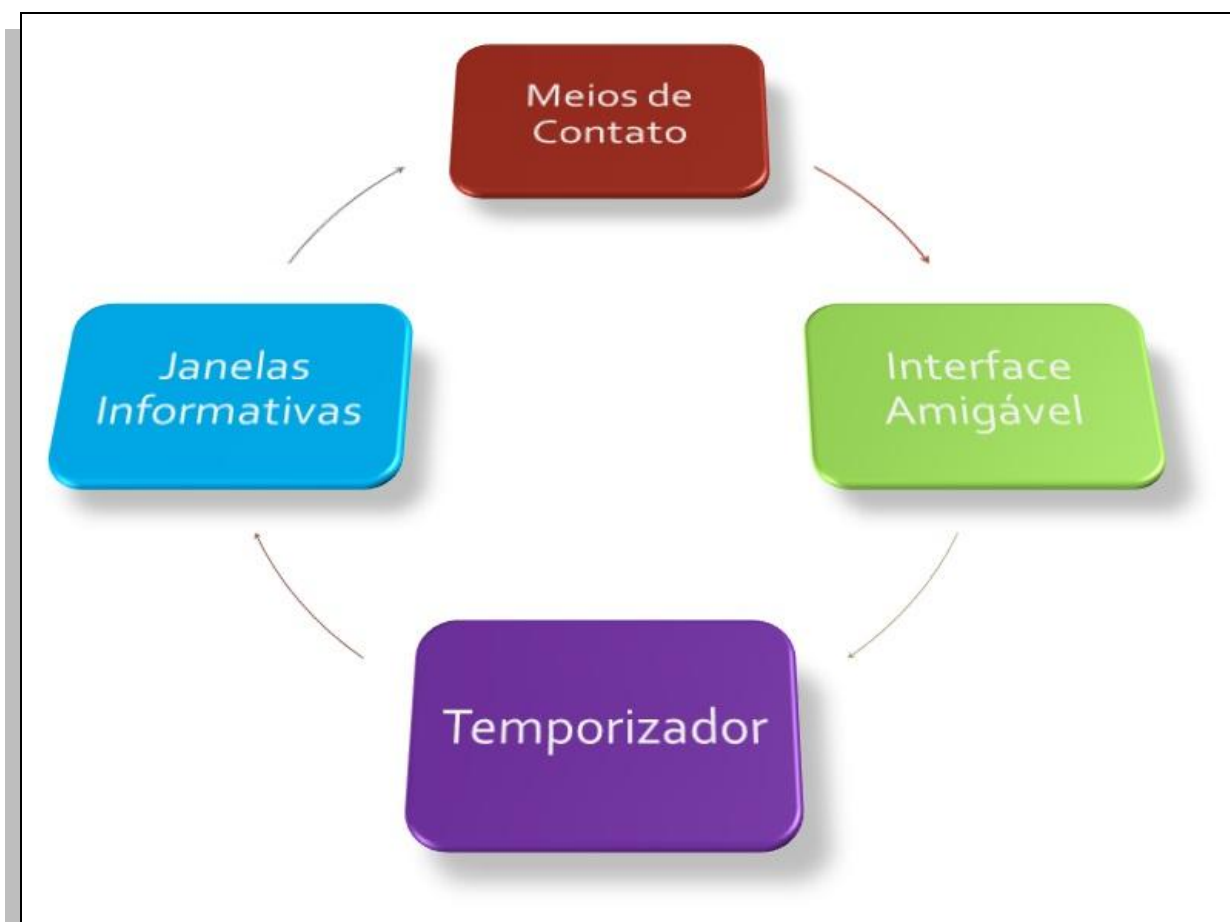 Meios de
Contato
Janelas
Informativas
Interface
Amigável
Temporizador